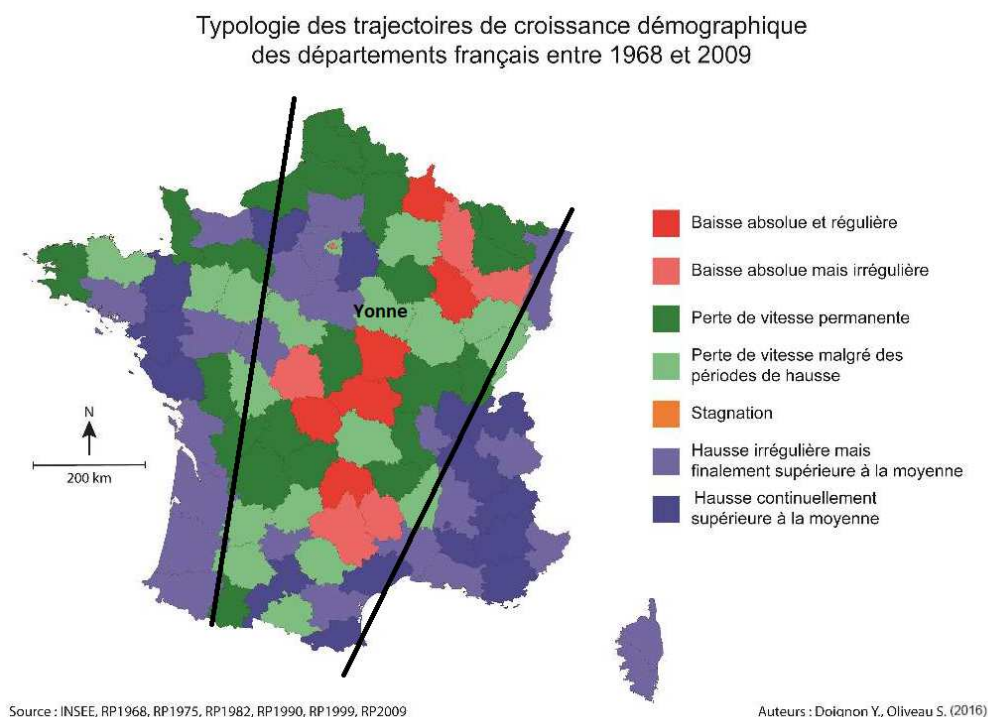 Typologie des trajectoires de croissance démographique
des départements français entre 1968 et 2009
Yonne
Baisse absolue et régulière
Baisse absolue mais irrégulière
Perte de vitesse permanente
Perte de vitesse malgré des
périodes de hausse
Stagnation
Hausse irrégulière mais
finalement supérieure à la moyenne
Hausse continuellement
supérieure à la moyenne
N
200 km
Source : INSEE, RP1968, RP1975, RP1982, RP1990, RP1999, RP2009
Auteurs : Doignon Y., Oliveau S. (2016)